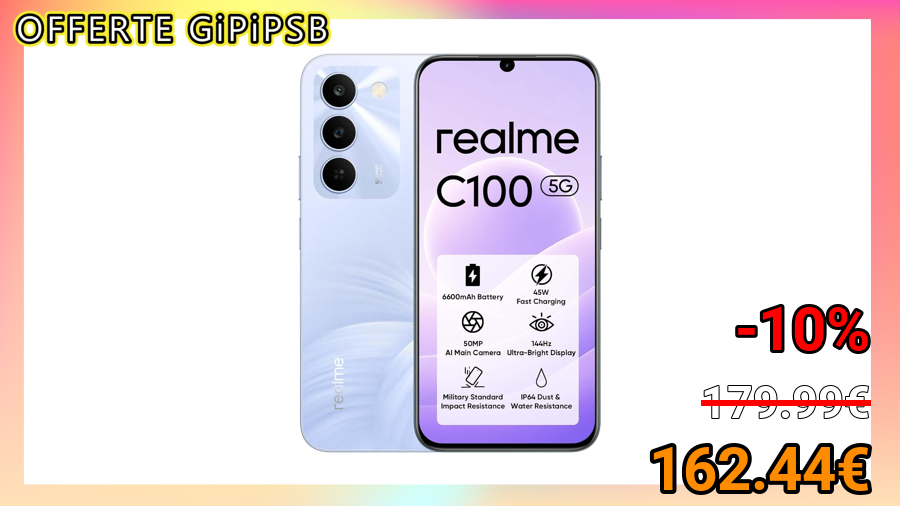 OFFERTE GiPiPSB
realme
C100 5G
6600mAh Battery
45W
Fast Charging
50MP
AI Main Camera
144Hz
Ultra-Bright Display
Military Standard
Impact Resistance
IP64 Dust &
Water Resistance
realme
-10%
179.99€
162.44€